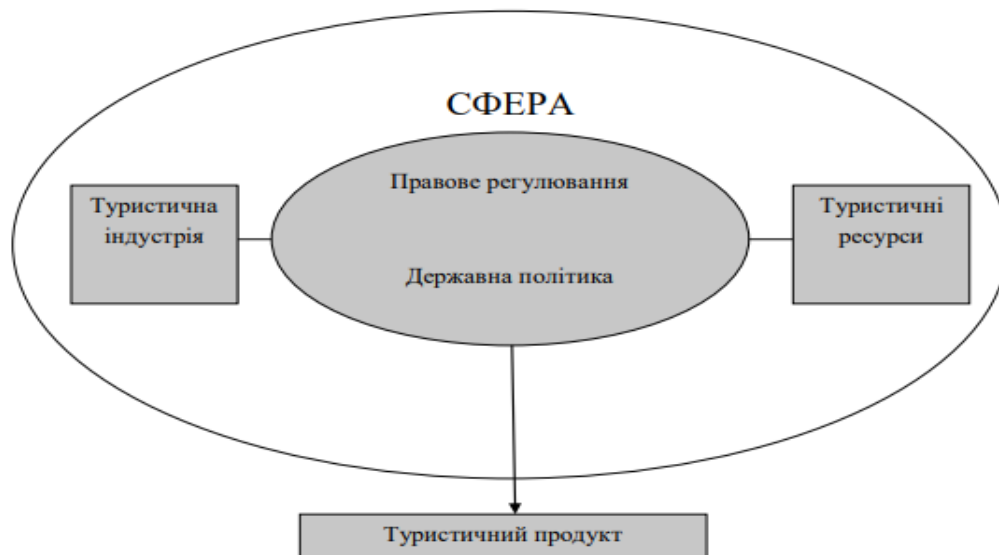 СФЕРА
Правове регулювання
Туристична
індустрія
Туристичні
ресурси
Державна політика
Туристичний продукт